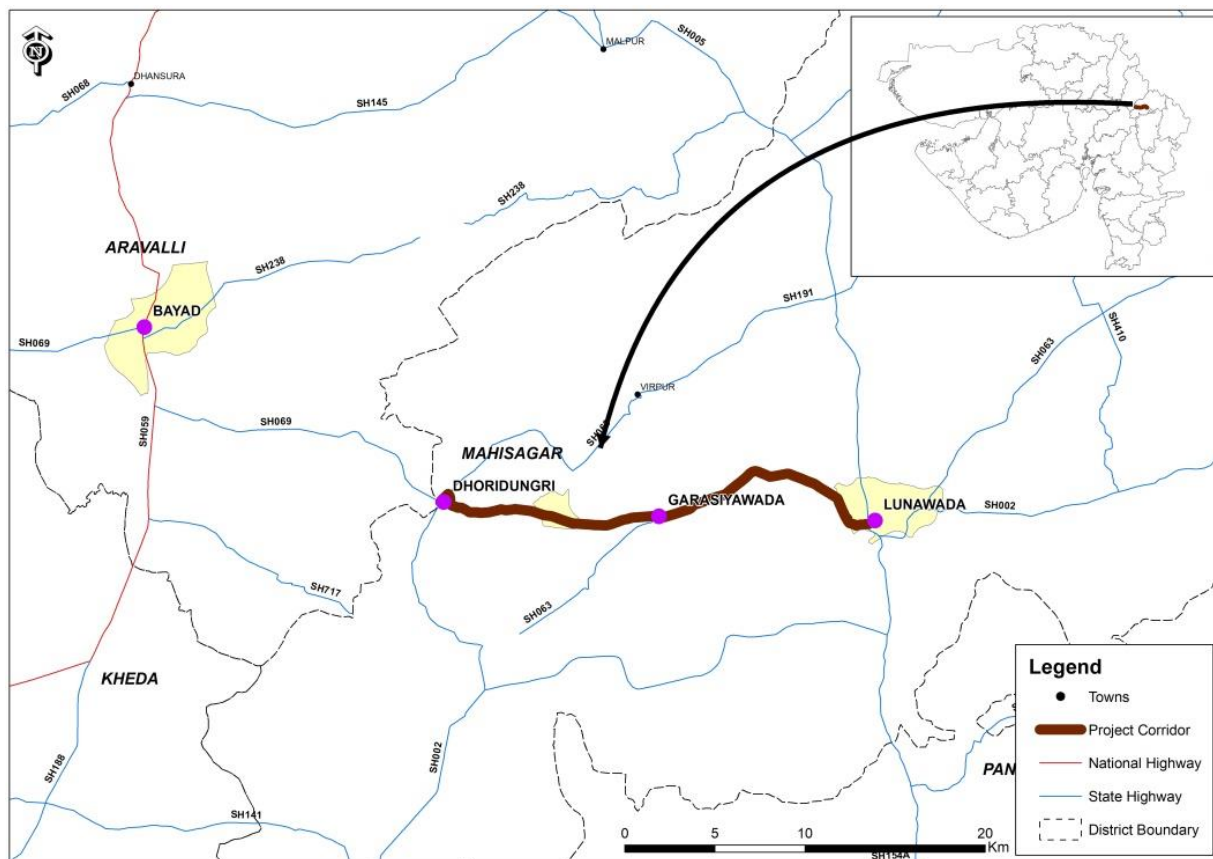 N
MALPUR
SH005
DHANSURA
SH068
SH145
SH238
ARAVALLI
SH238
BAYAD
SH069
SH191
SH410
SH063
VIRPUR
SH059
SH069
MAHISAGAR
DHORIDUNGRI
GARASIYAWADA
LUNAWADA
SH002
SH717
SH063
KHEDA
SH188
SH002
SH141
SH154A
PAN
Legend
Towns
Project Corridor
National Highway
State Highway
District Boundary
0 5 10 20
Km